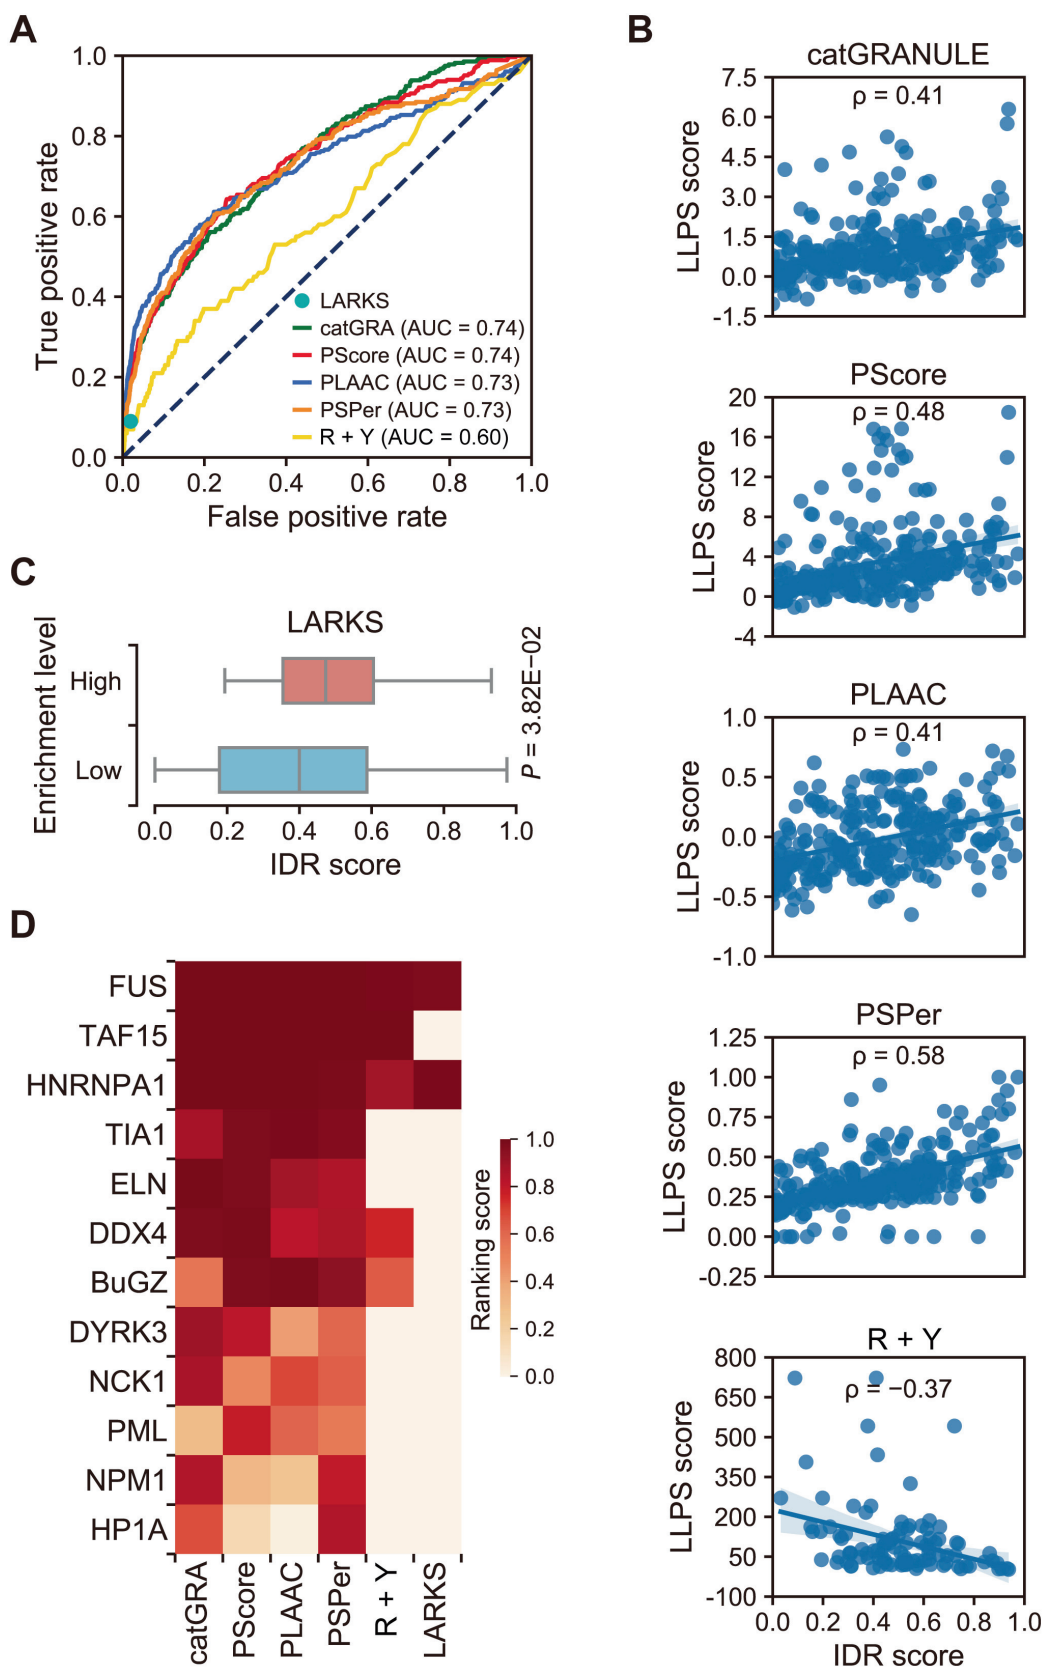 A
1.0
0.8
0.6
0.4
0.2
0.0
True positive rate
0.0 0.2 0.4 0.6 0.8 1.0
False positive rate
LARKS
catGRA (AUC = 0.74)
PScore (AUC = 0.74)
PLAAC (AUC = 0.73)
PSPer (AUC = 0.73)
R + Y (AUC = 0.60)
B
catGRANULE
ρ = 0.41
7.5
6.0
4.5
3.0
1.5
0.0
-1.5
LLPS score
PScore
ρ = 0.48
20
16
12
8
4
0
-4
LLPS score
PLAAC
ρ = 0.41
1.0
0.5
0.0
-0.5
-1.0
LLPS score
PSPer
ρ = 0.58
1.25
1.00
0.75
0.50
0.25
0.00
-0.25
LLPS score
R + Y
ρ = −0.37
800
650
500
350
200
50
-100
LLPS score
0.0 0.2 0.4 0.6 0.8 1.0
IDR score
C
LARKS
Enrichment level
High
Low
P = 3.82E−02
0.0 0.2 0.4 0.6 0.8 1.0
IDR score
D
FUS
TAF15
HNRNPA1
TIA1
ELN
DDX4
BuGZ
DYRK3
NCK1
PML
NPM1
HP1A
catGRA
PScore
PLAAC
PSPer
R + Y
LARKS
Ranking score
1.0
0.8
0.6
0.4
0.2
0.0